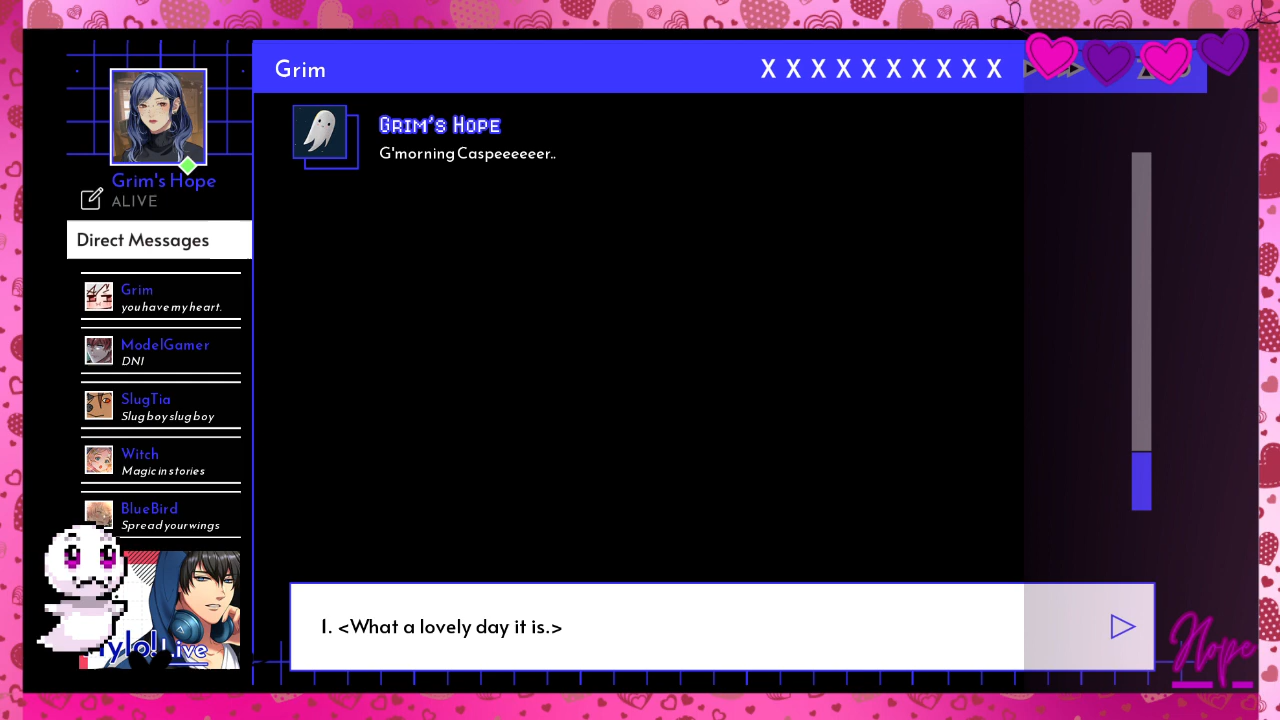 Grim
X X X X X X X X X X
Grim's Hope
G'morning Caspeeeeeer..
Grim's Hope
ALIVE
Direct Messages
Grim
you have my heart.
ModelGamer
DNI
SlugTia
Slug boy slug boy
Witch
Magic in stories
BlueBird
Spread your wings
1. <What a lovely day it is.>
Hope